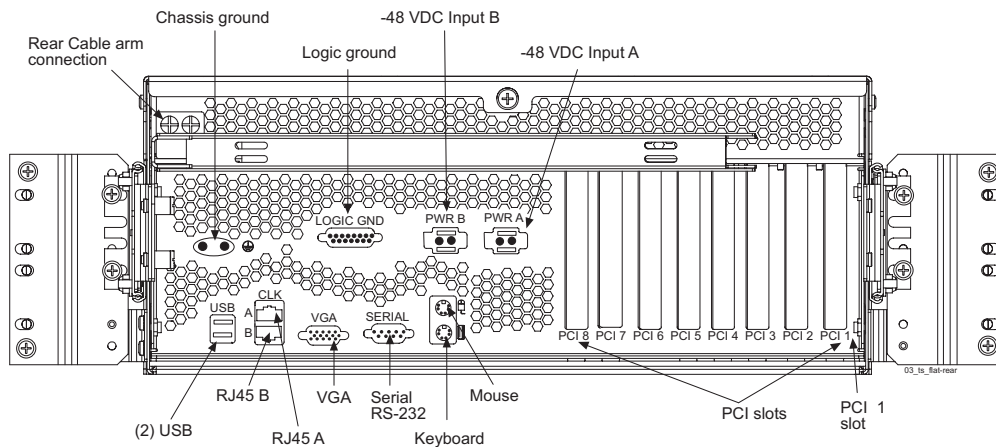 Chassis ground
-48 VDC Input B
Rear Cable arm
connection
Logic ground
-48 VDC Input A
LOGIC GND
PWR B
PWR A
USB
CLK
A
B
VGA
SERIAL
PCI 8
PCI 7
PCI 6
PCI 5
PCI 4
PCI 3
PCI 2
PCI 1
03_ts_flat-rear
RJ45 B
VGA
Serial
RS-232
Mouse
PCI slots
PCI 1
slot
(2) USB
RJ45 A
Keyboard